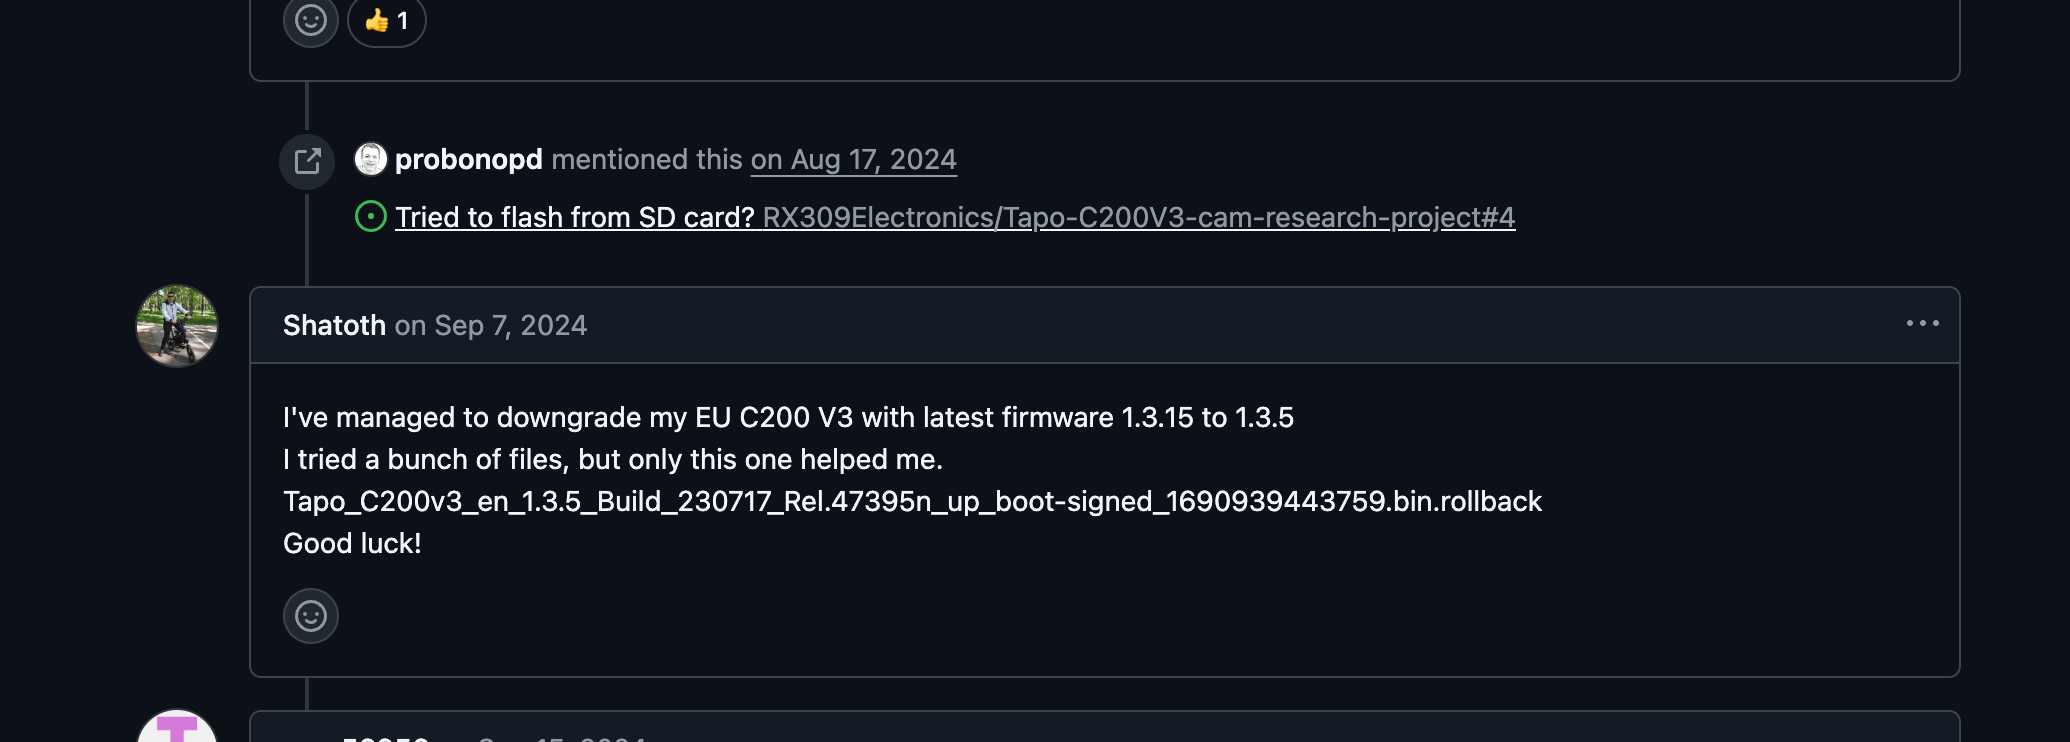 👍 1
probonopd mentioned this on Aug 17, 2024
Tried to flash from SD card? RX309Electronics/Tapo-C200V3-cam-research-project#4
Shatoth on Sep 7, 2024
I've managed to downgrade my EU C200 V3 with latest firmware 1.3.15 to 1.3.5
I tried a bunch of files, but only this one helped me.
Tapo_C200v3_en_1.3.5_Build_230717_Rel.47395n_up_boot-signed_1690939443759.bin.rollback
Good luck!